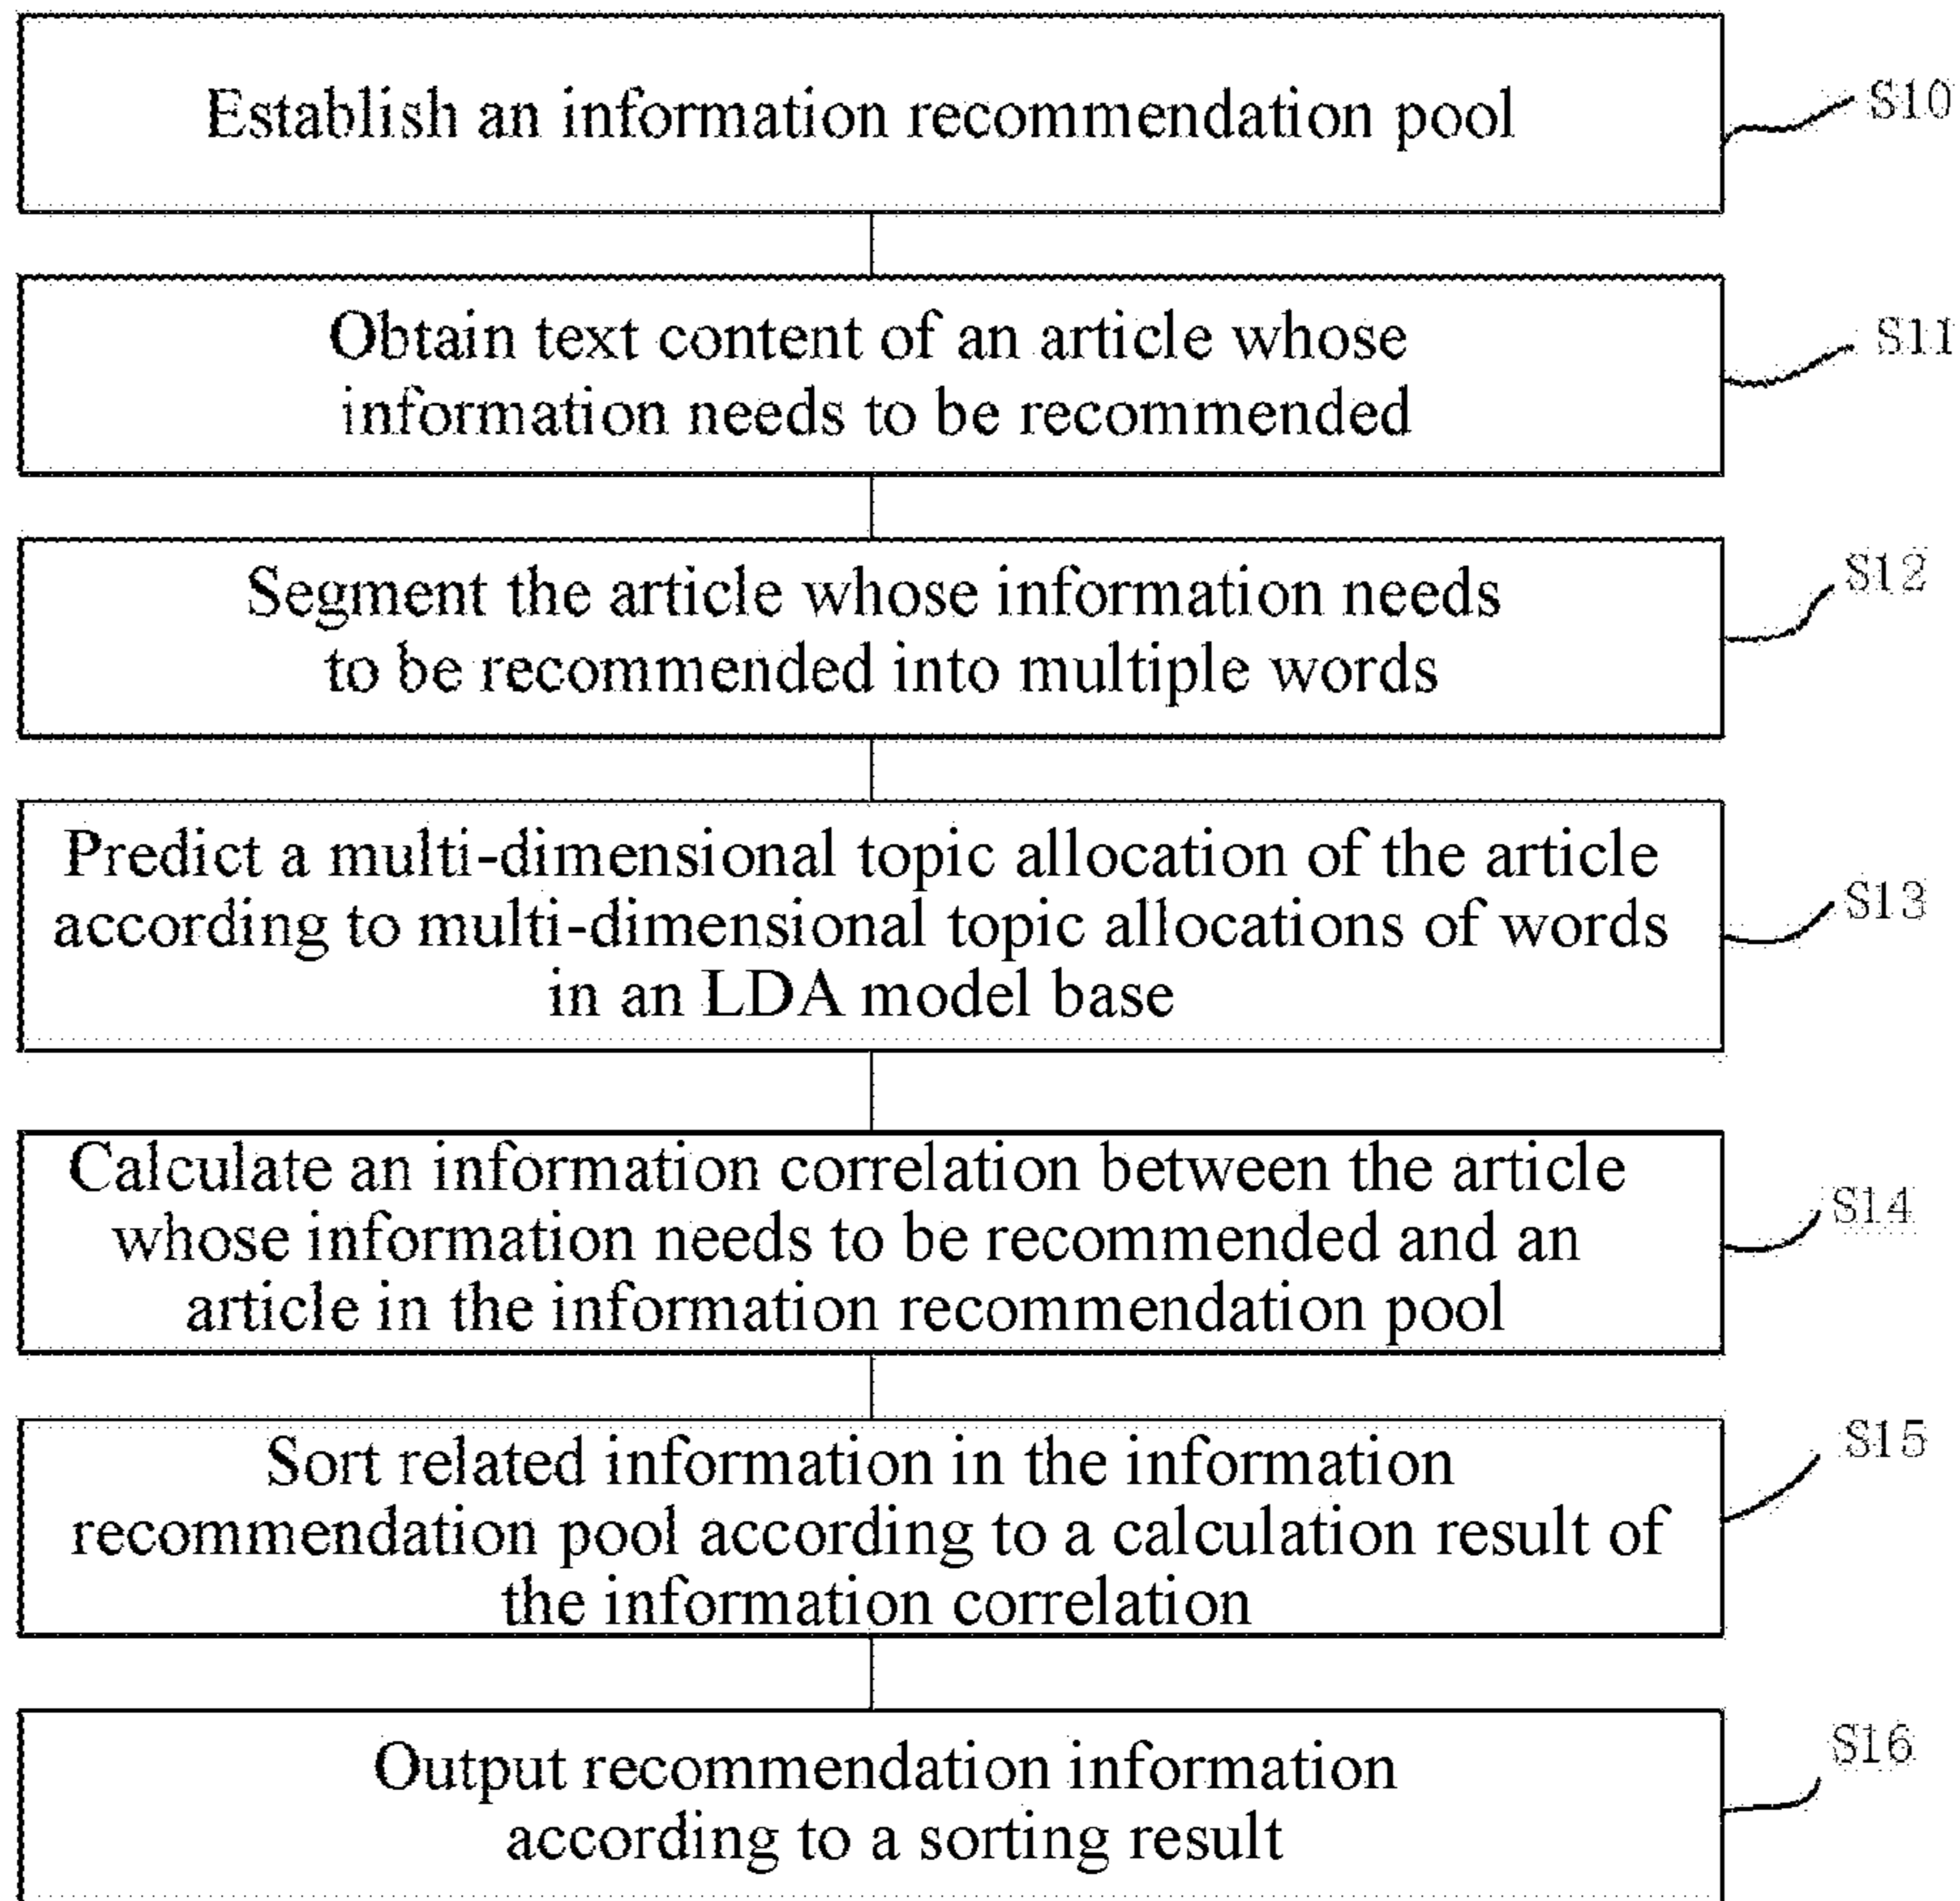 Establish an information recommendation pool
S10
Obtain text content of an article whose
information needs to be recommended
S11
Segment the article whose information needs
to be recommended into multiple words
S12
Predict a multi-dimensional topic allocation of the article
according to multi-dimensional topic allocations of words
in an LDA model base
S13
Calculate an information correlation between the article
whose information needs to be recommended and an
article in the information recommendation pool
S14
Sort related information in the information
recommendation pool according to a calculation result of
the information correlation
S15
Output recommendation information
according to a sorting result
S16